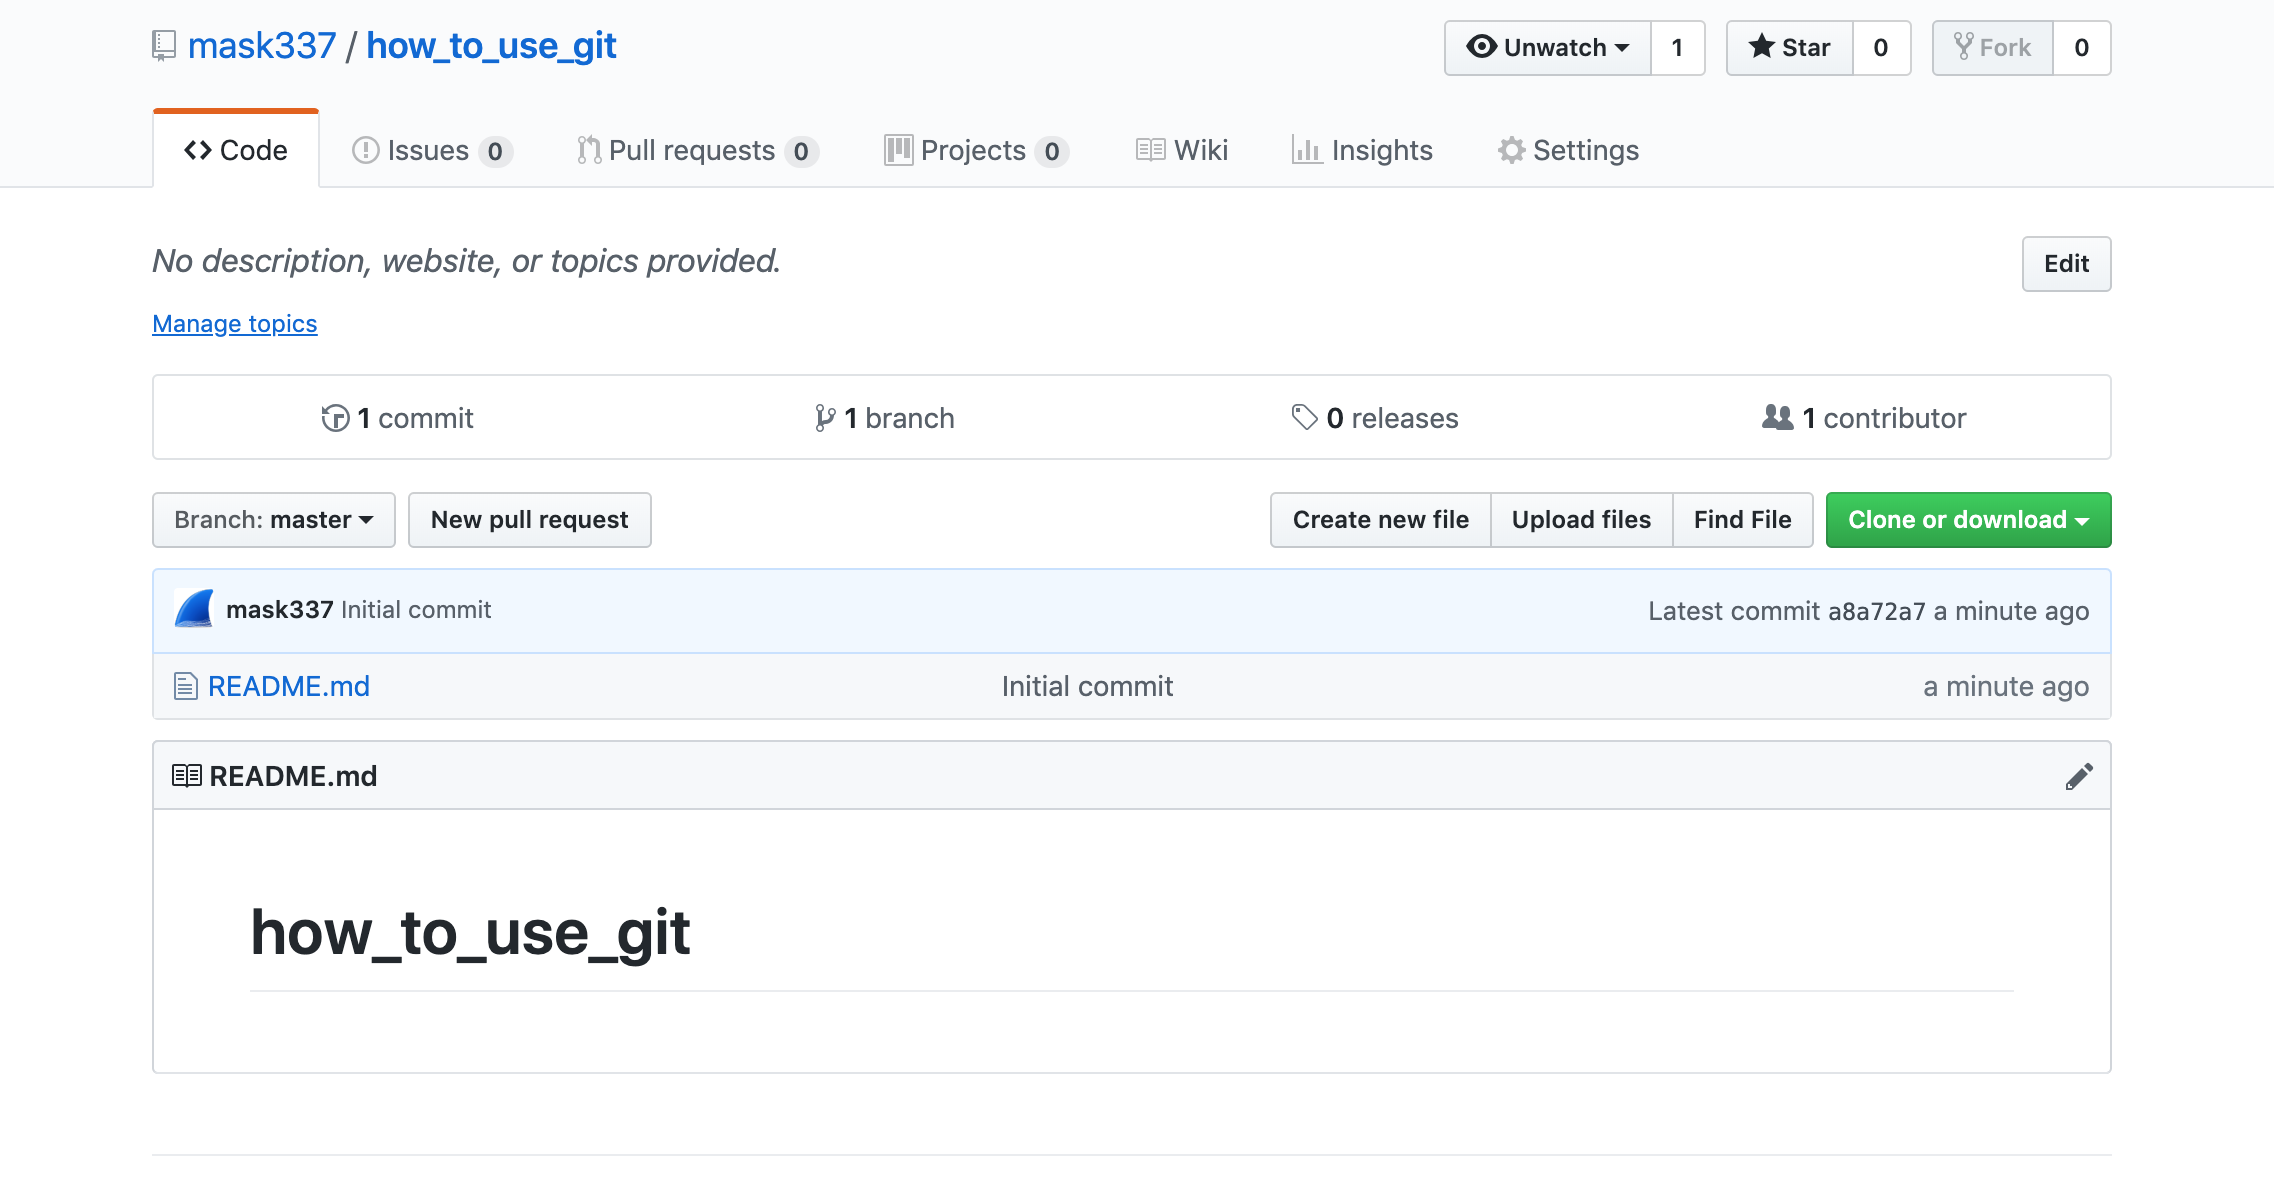 mask337 / how_to_use_git
Unwatch 1 Star 0 Fork 0
Code Issues 0 Pull requests 0 Projects 0 Wiki Insights Settings
No description, website, or topics provided.
Edit
Manage topics
1 commit 1 branch 0 releases 1 contributor
Branch: master New pull request Create new file Upload files Find File Clone or download
mask337 Initial commit Latest commit a8a72a7 a minute ago
README.md Initial commit a minute ago
README.md
how_to_use_git